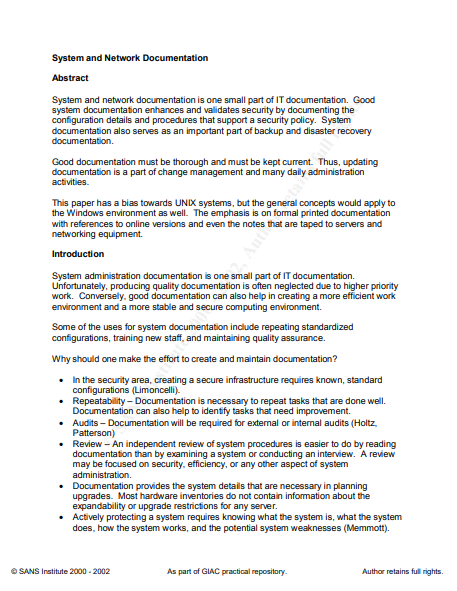 System and Network Documentation
Abstract
System and network documentation is one small part of IT documentation. Good
system documentation enhances and validates security by documenting the
configuration details and procedures that support a security policy. System
documentation also serves as an important part of backup and disaster recovery
documentation.
Good documentation must be thorough and must be kept current. Thus, updating
documentation is a part of change management and many daily administration
activities.
This paper has a bias towards UNIX systems, but the general concepts would apply to
the Windows environment as well. The emphasis is on formal printed documentation
with references to online versions and even the notes that are taped to servers and
networking equipment.
Introduction
System administration documentation is one small part of IT documentation.
Unfortunately, producing quality documentation is often neglected due to higher priority
work. Conversely, good documentation can also help in creating a more efficient work
environment and a more stable and secure computing environment.
Some of the uses for system documentation include repeating standardized
configurations, training new staff, and maintaining quality assurance.
Why should one make the effort to create and maintain documentation?
• In the security area, creating a secure infrastructure requires known, standard
configurations (Limoncelli).
• Repeatability – Documentation is necessary to repeat tasks that are done well.
Documentation can also help to identify tasks that need improvement.
• Audits – Documentation will be required for external or internal audits (Holtz,
Patterson)
• Review – An independent review of system procedures is easier to do by reading
documentation than by examining a system or conducting an interview. A review
may be focused on security, efficiency, or any other aspect of system
administration.
• Documentation provides the system details that are necessary in planning
upgrades. Most hardware inventories do not contain information about the
expandability or upgrade restrictions for any server.
• Actively protecting a system requires knowing what the system is, what the system
does, how the system works, and the potential system weaknesses (Memmott).
© SANS Institute 2000 - 2002 As part of GIAC practical repository. Author retains full rights.